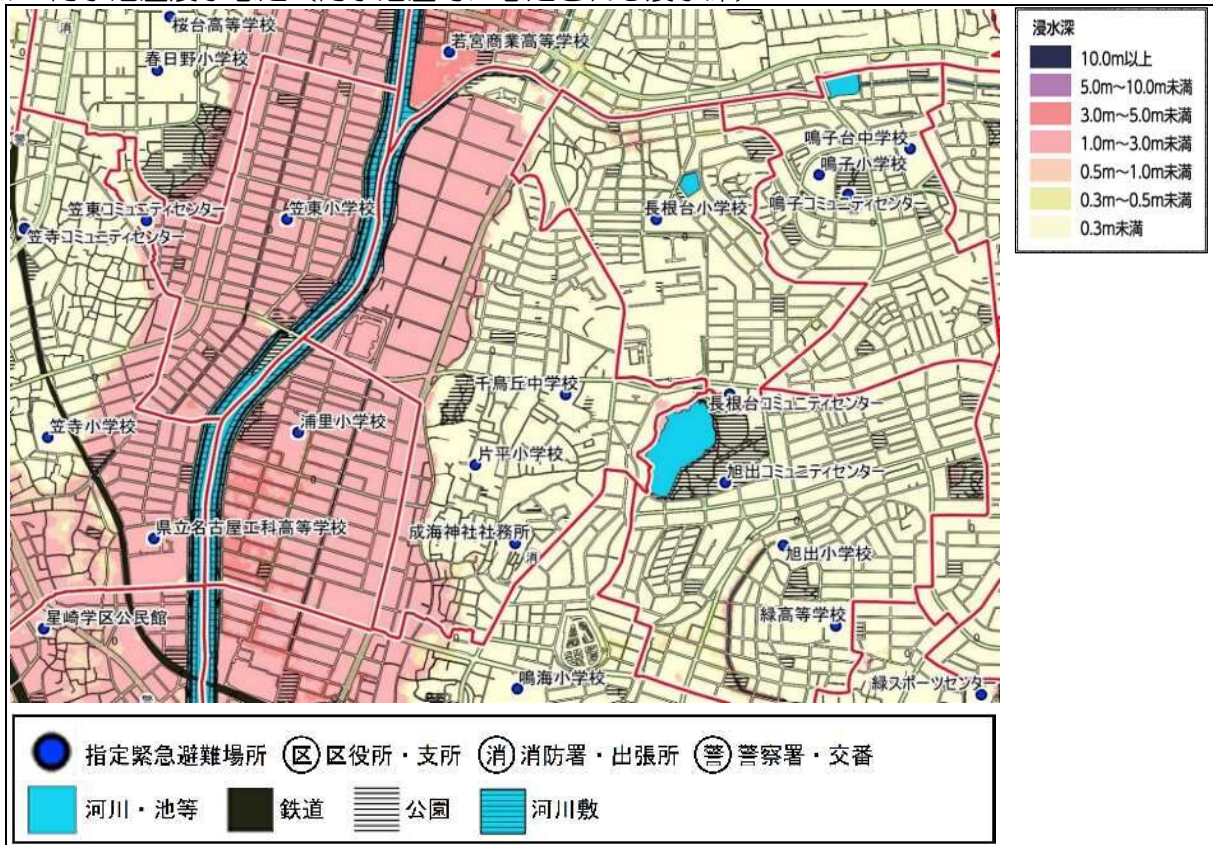 桜台高等学校
消
若宮商業高等学校
春日野小学校
鳴子台中学校
鳴子小学校
警
笠東コミュニティセンター
笠東小学校
長根台小学校
鳴子コミュニティセンター
笠寺コミュニティセンター
千鳥丘中学校
長根台コミュニティセンター
笠寺小学校
浦里小学校
片平小学校
旭出コミュニティセンター
県立名古屋工科高等学校
成海神社社務所
消
旭出小学校
星崎学区公民館
緑高等学校
鳴海小学校
緑スポーツセンター
警
浸水深
10.0m以上
5.0m～10.0m未満
3.0m～5.0m未満
1.0m～3.0m未満
0.5m～1.0m未満
0.3m～0.5m未満
0.3m未満
指定緊急避難場所 区 区役所・支所 消 消防署・出張所 警 警察署・交番
河川・池等 鉄道 公園 河川敷